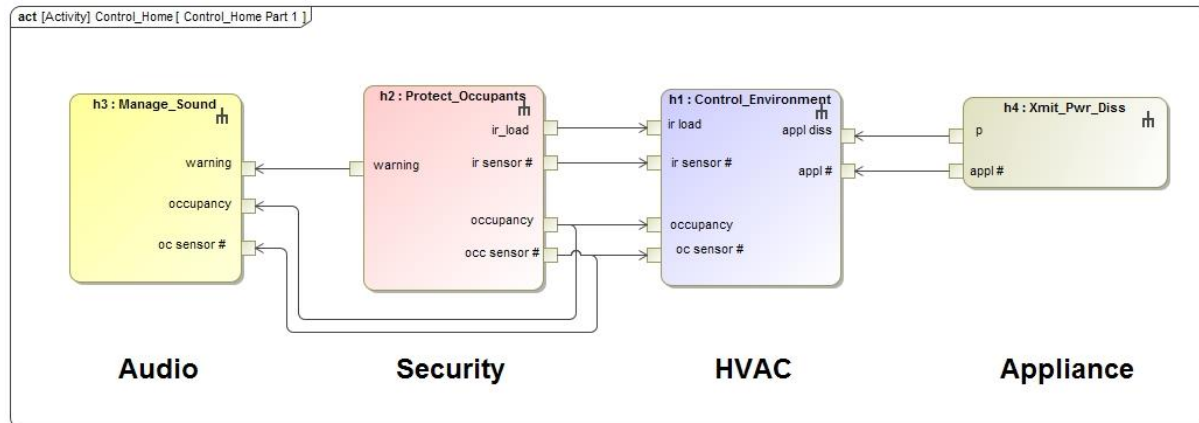 act [Activity] Control_Home [ Control_Home Part 1 ]
h3 : Manage_Sound
warning
occupancy
oc sensor #
h2 : Protect_Occupants
ir_load
ir sensor #
warning
occupancy
occ sensor #
h1 : Control_Environment
ir load
appl diss
ir sensor #
appl #
occupancy
oc sensor #
h4 : Xmit_Pwr_Diss
p
appl #
Audio
Security
HVAC
Appliance